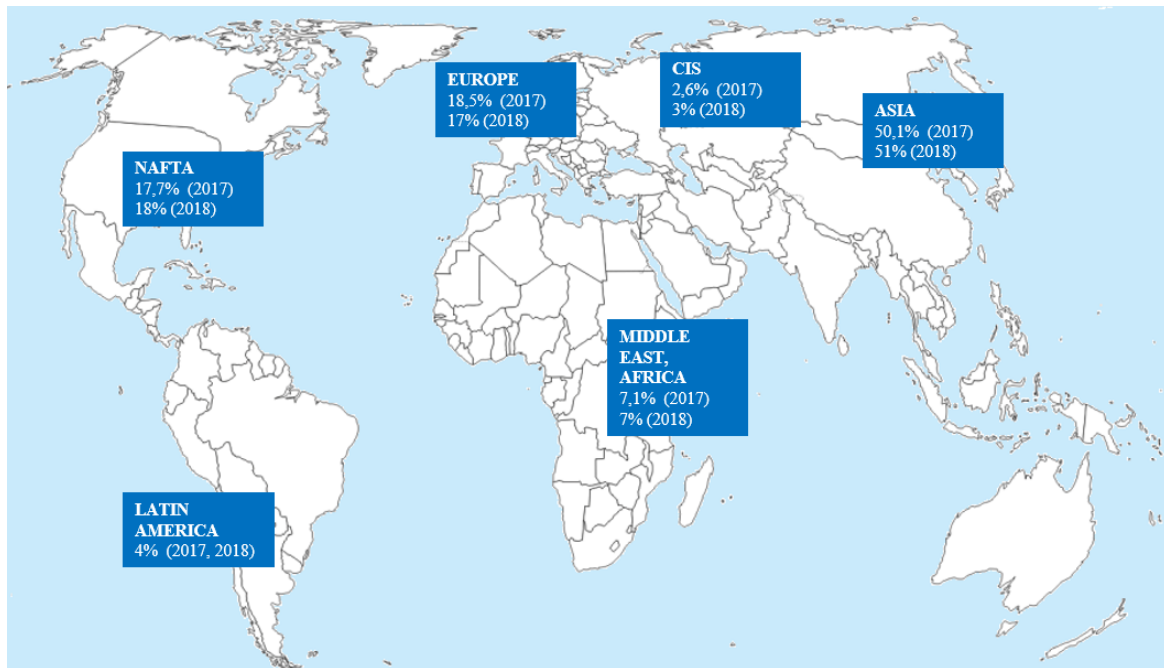 EUROPE
18,5%  (2017)
17% (2018)
CIS
2,6%  (2017)
3% (2018)
ASIA
50,1%  (2017)
51% (2018)
NAFTA
17,7%  (2017)
18% (2018)
MIDDLE
EAST,
AFRICA
7,1%  (2017)
7% (2018)
LATIN
AMERICA
4%  (2017, 2018)